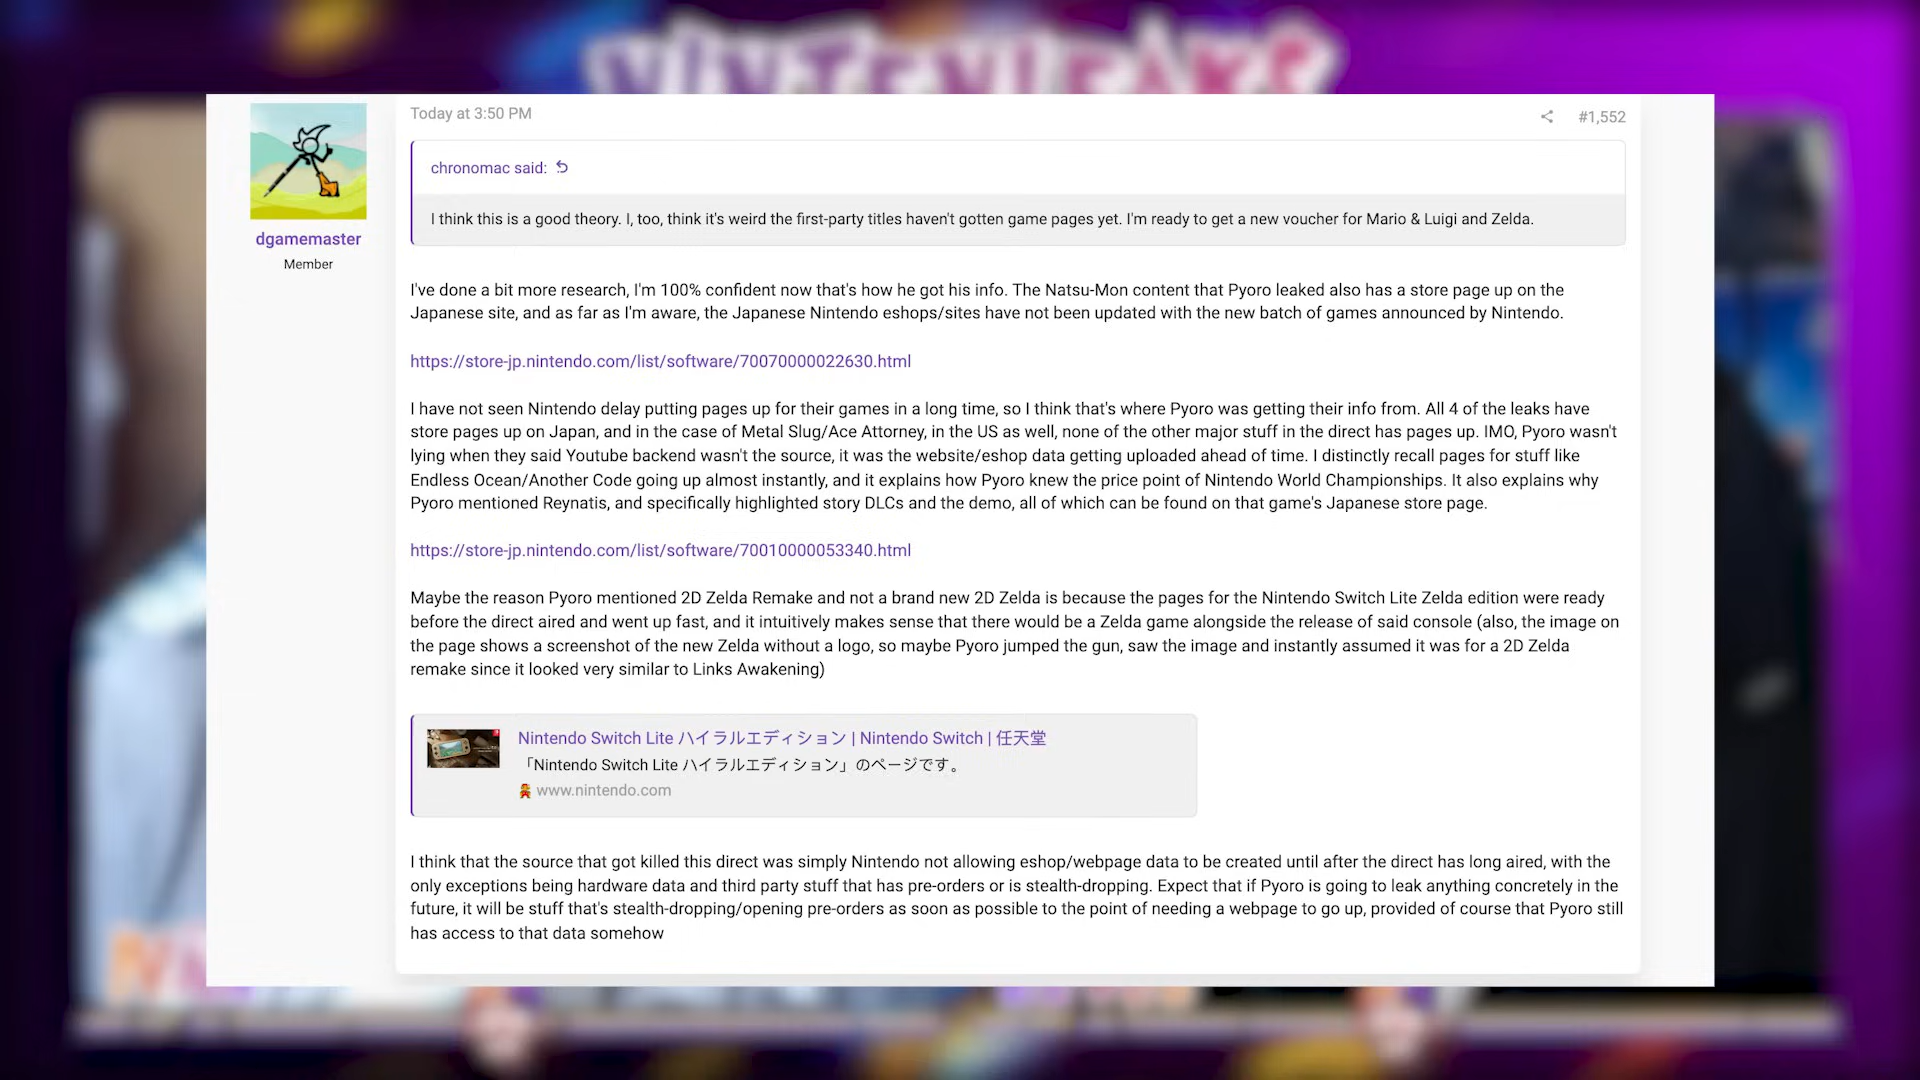 NINTENLEAKS
Today at 3:50 PM
#1,552
chronomac said:
I think this is a good theory. I, too, think it's weird the first-party titles haven't gotten game pages yet. I'm ready to get a new voucher for Mario & Luigi and Zelda.
dgamemaster
Member
I've done a bit more research, I'm 100% confident now that's how he got his info. The Natsu-Mon content that Pyoro leaked also has a store page up on the
Japanese site, and as far as I'm aware, the Japanese Nintendo eshops/sites have not been updated with the new batch of games announced by Nintendo.
https://store-jp.nintendo.com/list/software/70070000022630.html
I have not seen Nintendo delay putting pages up for their games in a long time, so I think that's where Pyoro was getting their info from. All 4 of the leaks have
store pages up on Japan, and in the case of Metal Slug/Ace Attorney, in the US as well, none of the other major stuff in the direct has pages up. IMO, Pyoro wasn't
lying when they said Youtube backend wasn't the source, it was the website/eshop data getting uploaded ahead of time. I distinctly recall pages for stuff like
Endless Ocean/Another Code going up almost instantly, and it explains how Pyoro knew the price point of Nintendo World Championships. It also explains why
Pyoro mentioned Reynatis, and specifically highlighted story DLCs and the demo, all of which can be found on that game's Japanese store page.
https://store-jp.nintendo.com/list/software/70010000053340.html
Maybe the reason Pyoro mentioned 2D Zelda Remake and not a brand new 2D Zelda is because the pages for the Nintendo Switch Lite Zelda edition were ready
before the direct aired and went up fast, and it intuitively makes sense that there would be a Zelda game alongside the release of said console (also, the image on
the page shows a screenshot of the new Zelda without a logo, so maybe Pyoro jumped the gun, saw the image and instantly assumed it was for a 2D Zelda
remake since it looked very similar to Links Awakening)
Nintendo Switch Lite ハイラルエディション | Nintendo Switch | 任天堂
「Nintendo Switch Lite ハイラルエディション」のページです。
www.nintendo.com
I think that the source that got killed this direct was simply Nintendo not allowing eshop/webpage data to be created until after the direct has long aired, with the
only exceptions being hardware data and third party stuff that has pre-orders or is stealth-dropping. Expect that if Pyoro is going to leak anything concretely in the
future, it will be stuff that's stealth-dropping/opening pre-orders as soon as possible to the point of needing a webpage to go up, provided of course that Pyoro still
has access to that data somehow